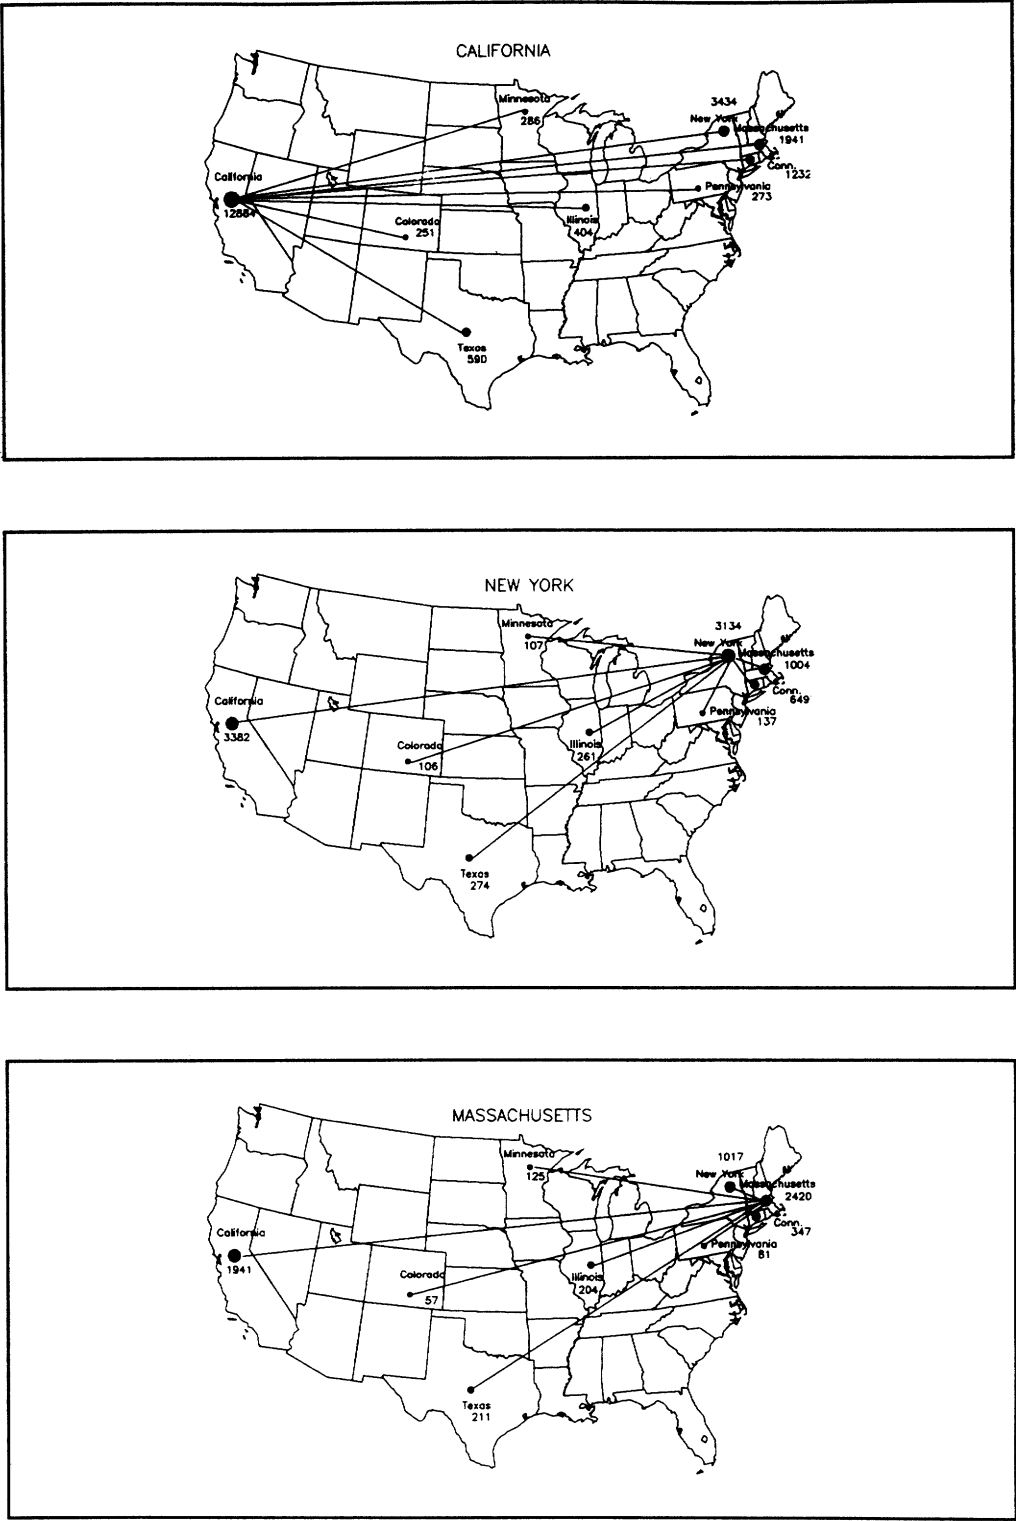 CALIFORNIA
Minnesota
286
3434
New York
Massachusetts
1941
Conn.
1232
California
12884
Pennsylvania
273
Colorado
251
Illinois
404
Texas
590
NEW YORK
Minnesota
107
3134
New York
Massachusetts
1004
Conn.
649
California
3382
Pennsylvania
137
Colorado
106
Illinois
261
Texas
274
MASSACHUSETTS
Minnesota
125
1017
New York
Massachusetts
2420
Conn.
347
California
1941
Pennsylvania
81
Colorado
57
Illinois
204
Texas
211